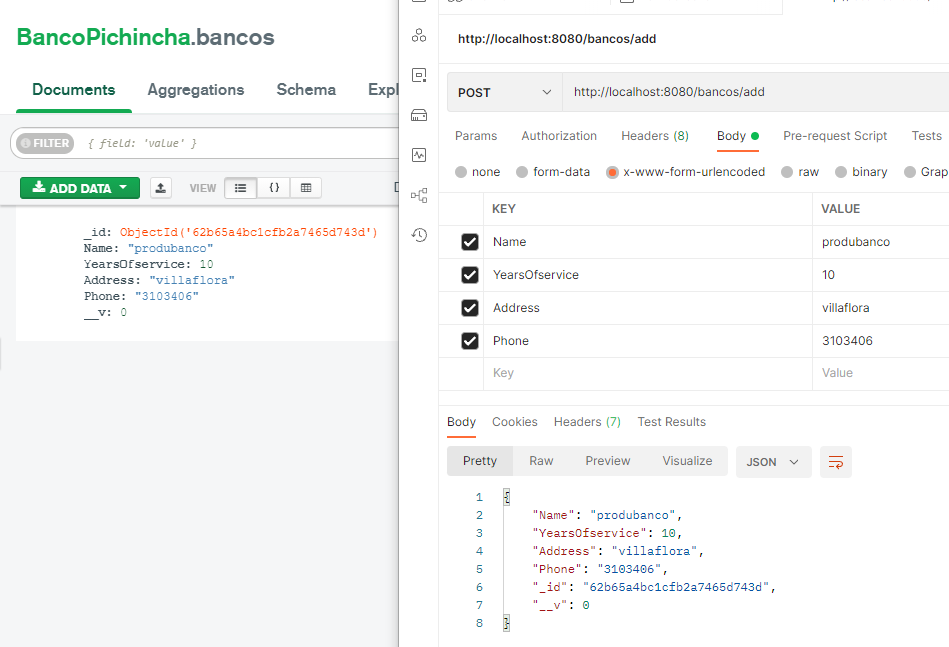 BancoPichincha.bancos
Documents Aggregations Schema Expl
FILTER { field: 'value' }
ADD DATA VIEW { }
_id: ObjectId('62b65a4bc1cfb2a7465d743d')
Name: "produbanco"
YearsOfservice: 10
Address: "villaflora"
Phone: "3103406"
__v: 0
http://localhost:8080/bancos/add
POST http://localhost:8080/bancos/add
Params Authorization Headers (8) Body Pre-request Script Tests
none form-data x-www-form-urlencoded raw binary Grap
KEY VALUE
Name produbanco
YearsOfservice 10
Address villaflora
Phone 3103406
Key Value
Body Cookies Headers (7) Test Results
Pretty Raw Preview Visualize JSON
1 {
2 "Name": "produbanco",
3 "YearsOfservice": 10,
4 "Address": "villaflora",
5 "Phone": "3103406",
6 "_id": "62b65a4bc1cfb2a7465d743d",
7 "__v": 0
8 }